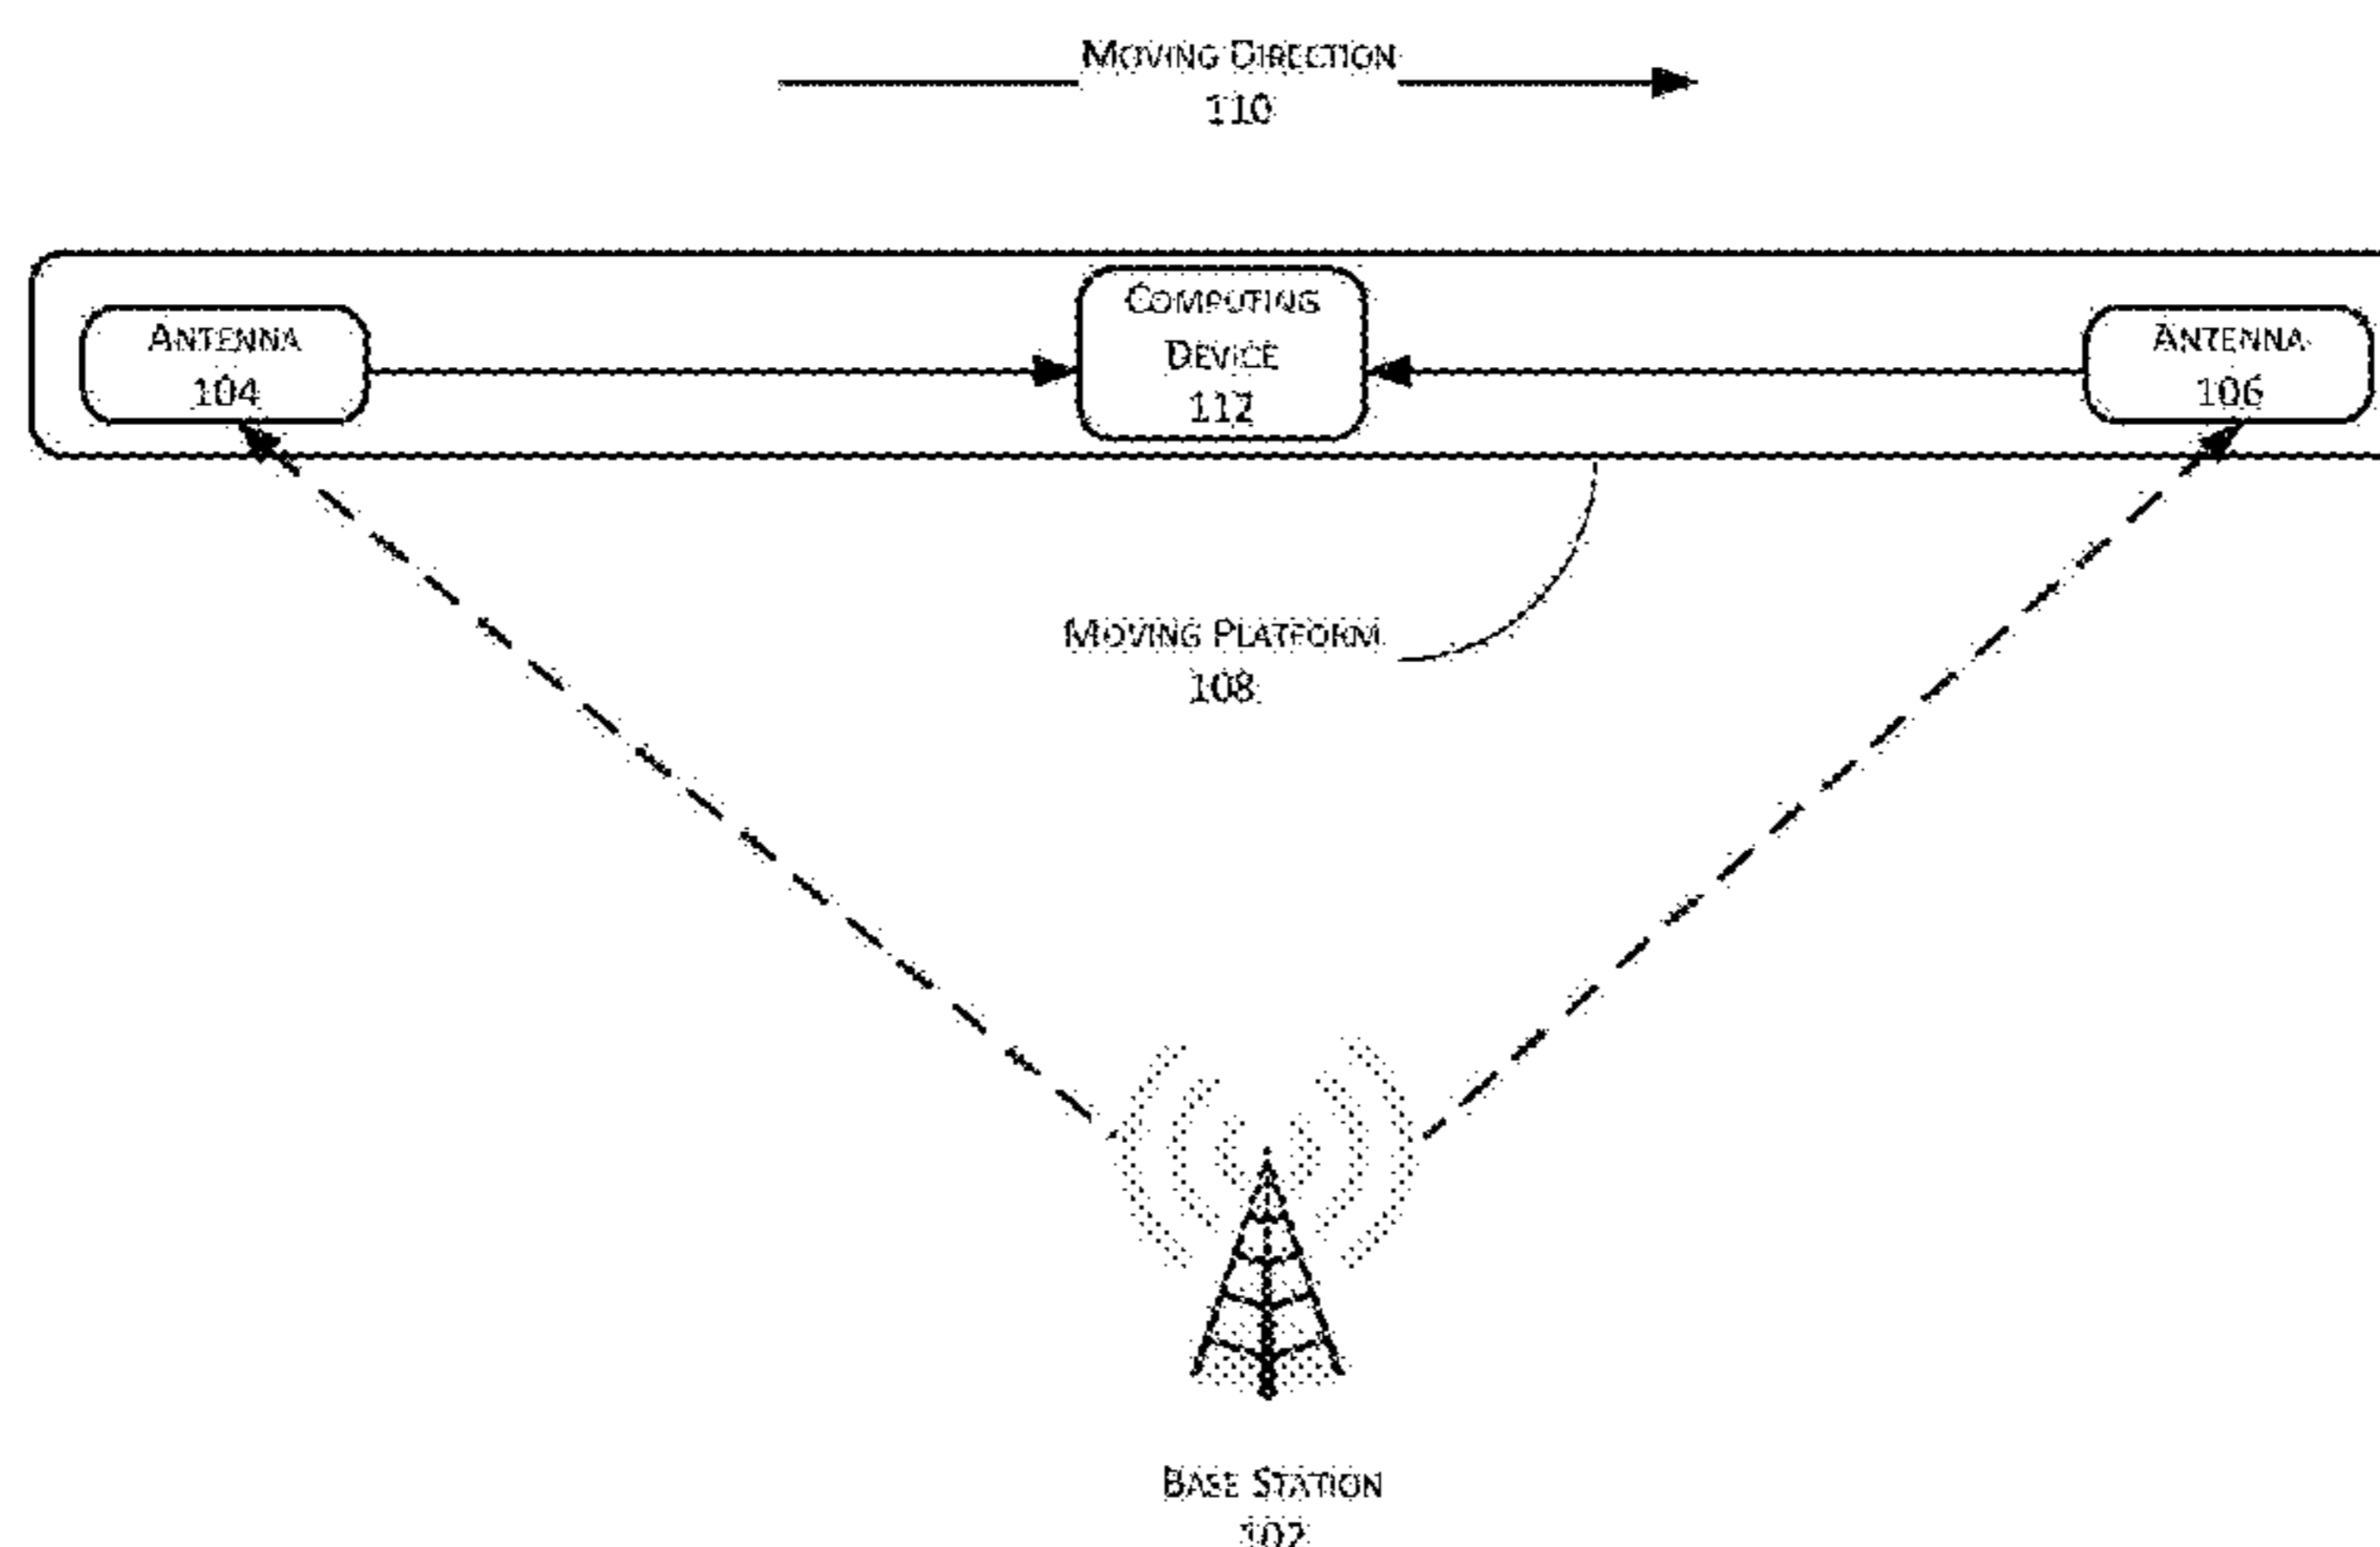 MOVING DIRECTION
110
ANTENNA
104
COMPUTING
DEVICE
112
ANTENNA
106
MOVING PLATFORM
108
BASE STATION
102